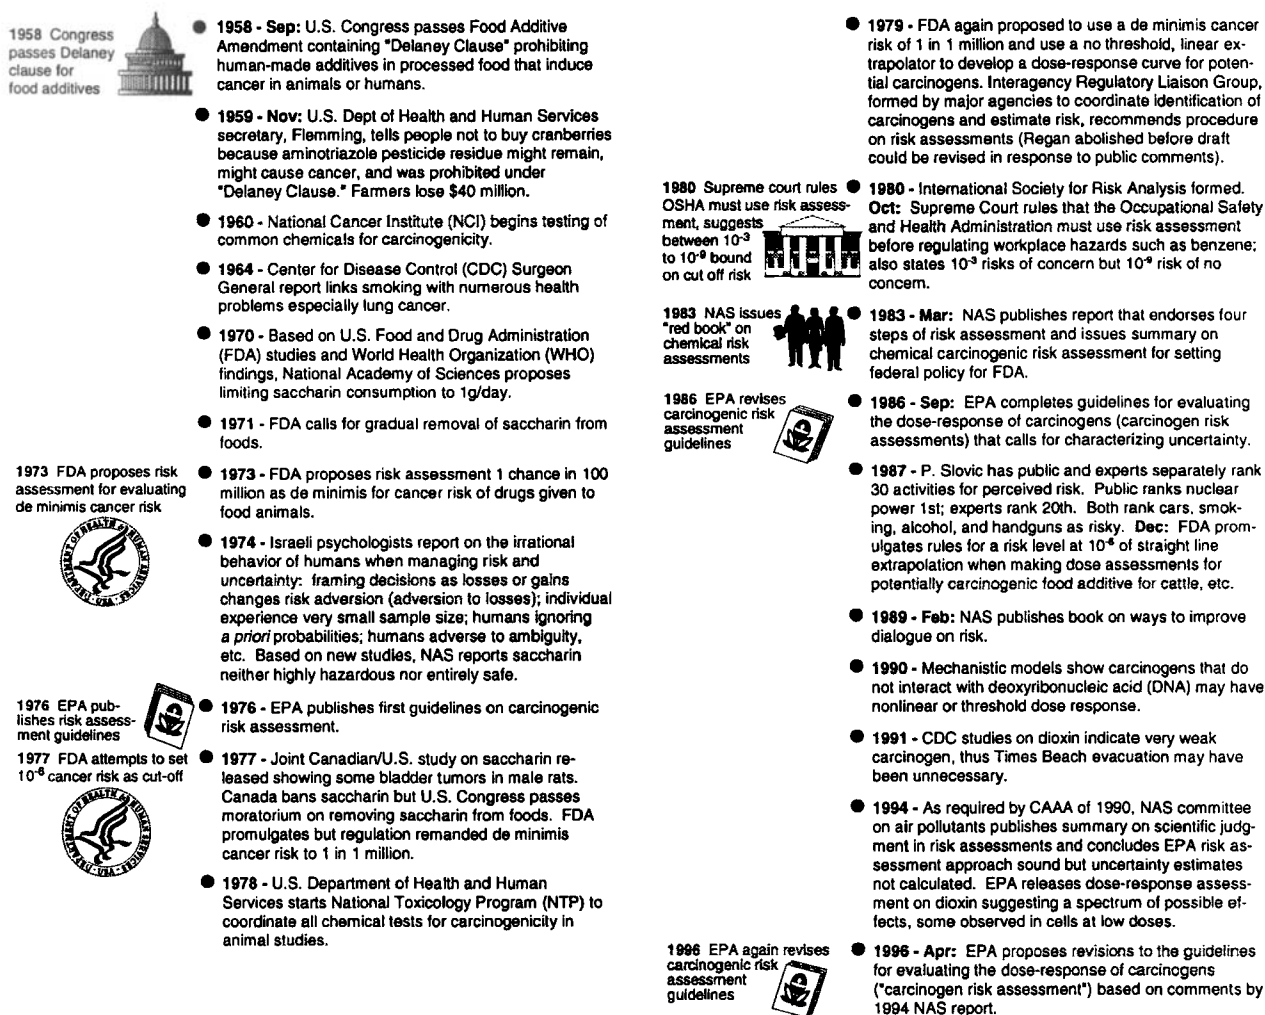 1958 Congress
passes Delaney
clause for
food additives
1958 - Sep: U.S. Congress passes Food Additive
Amendment containing "Delaney Clause" prohibiting
human-made additives in processed food that induce
cancer in animals or humans.
1959 - Nov: U.S. Dept of Health and Human Services
secretary, Flemming, tells people not to buy cranberries
because aminotriazole pesticide residue might remain,
might cause cancer, and was prohibited under
"Delaney Clause." Farmers lose $40 million.
1960 - National Cancer Institute (NCI) begins testing of
common chemicals for carcinogenicity.
1964 - Center for Disease Control (CDC) Surgeon
General report links smoking with numerous health
problems especially lung cancer.
1970 - Based on U.S. Food and Drug Administration
(FDA) studies and World Health Organization (WHO)
findings, National Academy of Sciences proposes
limiting saccharin consumption to 1g/day.
1971 - FDA calls for gradual removal of saccharin from
foods.
1973 FDA proposes risk
assessment for evaluating
de minimis cancer risk
DEPARTMENT OF HEALTH & HUMAN SERVICES · USA
1973 - FDA proposes risk assessment 1 chance in 100
million as de minimis for cancer risk of drugs given to
food animals.
1974 - Israeli psychologists report on the irrational
behavior of humans when managing risk and
uncertainty: framing decisions as losses or gains
changes risk adversion (adversion to losses); individual
experience very small sample size; humans ignoring
a priori probabilities; humans adverse to ambiguity,
etc. Based on new studies, NAS reports saccharin
neither highly hazardous nor entirely safe.
1976 EPA pub-
lishes risk assess-
ment guidelines
1976 - EPA publishes first guidelines on carcinogenic
risk assessment.
1977 FDA attempts to set
10⁻⁶ cancer risk as cut-off
DEPARTMENT OF HEALTH & HUMAN SERVICES · USA
1977 - Joint Canadian/U.S. study on saccharin re-
leased showing some bladder tumors in male rats.
Canada bans saccharin but U.S. Congress passes
moratorium on removing saccharin from foods. FDA
promulgates but regulation remanded de minimis
cancer risk to 1 in 1 million.
1978 - U.S. Department of Health and Human
Services starts National Toxicology Program (NTP) to
coordinate all chemical tests for carcinogenicity in
animal studies.
1979 - FDA again proposed to use a de minimis cancer
risk of 1 in 1 million and use a no threshold, linear ex-
trapolator to develop a dose-response curve for poten-
tial carcinogens. Interagency Regulatory Liaison Group,
formed by major agencies to coordinate identification of
carcinogens and estimate risk, recommends procedure
on risk assessments (Regan abolished before draft
could be revised in response to public comments).
1980 Supreme court rules
OSHA must use risk assess-
ment, suggests
between 10⁻³
to 10⁻⁹ bound
on cut off risk
1980 - International Society for Risk Analysis formed.
Oct: Supreme Court rules that the Occupational Safety
and Health Administration must use risk assessment
before regulating workplace hazards such as benzene;
also states 10⁻³ risks of concern but 10⁻⁹ risk of no
concern.
1983 NAS issues
"red book" on
chemical risk
assessments
1983 - Mar: NAS publishes report that endorses four
steps of risk assessment and issues summary on
chemical carcinogenic risk assessment for setting
federal policy for FDA.
1986 EPA revises
carcinogenic risk
assessment
guidelines
1986 - Sep: EPA completes guidelines for evaluating
the dose-response of carcinogens (carcinogen risk
assessments) that calls for characterizing uncertainty.
1987 - P. Slovic has public and experts separately rank
30 activities for perceived risk. Public ranks nuclear
power 1st; experts rank 20th. Both rank cars, smok-
ing, alcohol, and handguns as risky. Dec: FDA prom-
ulgates rules for a risk level at 10⁻⁶ of straight line
extrapolation when making dose assessments for
potentially carcinogenic food additive for cattle, etc.
1989 - Feb: NAS publishes book on ways to improve
dialogue on risk.
1990 - Mechanistic models show carcinogens that do
not interact with deoxyribonucleic acid (DNA) may have
nonlinear or threshold dose response.
1991 - CDC studies on dioxin indicate very weak
carcinogen, thus Times Beach evacuation may have
been unnecessary.
1994 - As required by CAAA of 1990, NAS committee
on air pollutants publishes summary on scientific judg-
ment in risk assessments and concludes EPA risk as-
sessment approach sound but uncertainty estimates
not calculated. EPA releases dose-response assess-
ment on dioxin suggesting a spectrum of possible ef-
fects, some observed in cells at low doses.
1996 EPA again revises
carcinogenic risk
assessment
guidelines
1996 - Apr: EPA proposes revisions to the guidelines
for evaluating the dose-response of carcinogens
("carcinogen risk assessment") based on comments by
1994 NAS report.